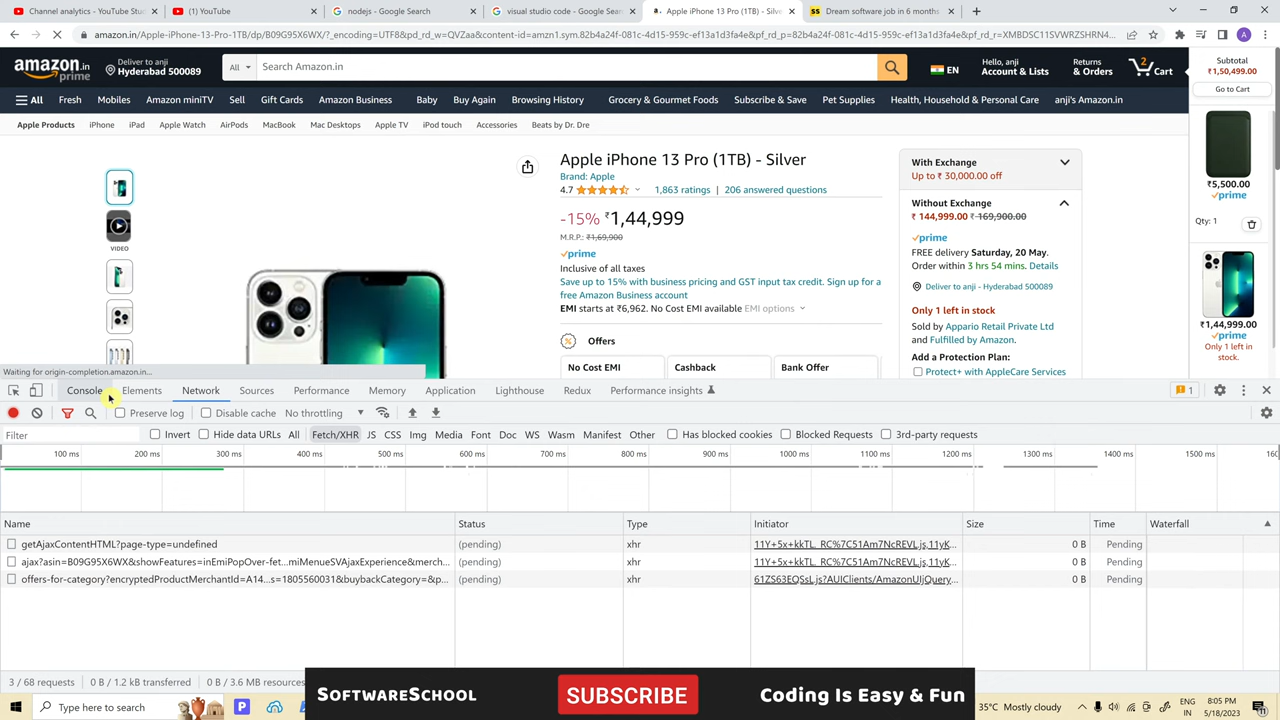 Channel analytics - YouTube Stu
(1) YouTube
nodejs - Google Search
visual studio code - Google Sear
Apple iPhone 13 Pro (1TB) - Silv
Dream software job in 6 months
amazon.in/Apple-iPhone-13-Pro-1TB/dp/B09G95X6WX/?_encoding=UTF8&pd_rd_w=QVZaa&content-id=amzn1.sym.82b4a24f-081c-4d15-959c-ef13a1d3fa4e&pf_rd_p=82b4a24f-081c-4d15-959c-ef13a1d3fa4e&pf_rd_r=XMBDSC11SVWRZSHRN4...
A
amazon.in
prime
Deliver to anji
Hyderabad 500089
All
Search Amazon.in
EN
Hello, anji
Account & Lists
Returns
& Orders
2
Cart
Subtotal
₹1,50,499.00
Go to Cart
All
Fresh
Mobiles
Amazon miniTV
Sell
Gift Cards
Amazon Business
Baby
Buy Again
Browsing History
Grocery & Gourmet Foods
Subscribe & Save
Pet Supplies
Health, Household & Personal Care
anji's Amazon.in
Apple Products
iPhone
iPad
Apple Watch
AirPods
MacBook
Mac Desktops
Apple TV
iPod touch
Accessories
Beats by Dr. Dre
VIDEO
Apple iPhone 13 Pro (1TB) - Silver
Brand: Apple
4.7
1,863 ratings | 206 answered questions
-15% ₹1,44,999
M.R.P.: ₹1,69,900
prime
Inclusive of all taxes
Save up to 15% with business pricing and GST input tax credit. Sign up for a
free Amazon Business account
EMI starts at ₹6,962. No Cost EMI available EMI options
Offers
No Cost EMI
Cashback
Bank Offer
With Exchange
Up to ₹ 30,000.00 off
Without Exchange
₹ 144,999.00 ₹ 169,900.00
prime
FREE delivery Saturday, 20 May.
Order within 3 hrs 54 mins. Details
Deliver to anji - Hyderabad 500089
Only 1 left in stock
Sold by Appario Retail Private Ltd
and Fulfilled by Amazon.
Add a Protection Plan:
Protect+ with AppleCare Services
₹5,500.00
prime
Qty: 1
₹1,44,999.00
prime
Only 1 left in
stock.
Waiting for origin-completion.amazon.in...
Console
Elements
Network
Sources
Performance
Memory
Application
Lighthouse
Redux
Performance insights
1
Preserve log
Disable cache
No throttling
Filter
Invert
Hide data URLs
All
Fetch/XHR
JS
CSS
Img
Media
Font
Doc
WS
Wasm
Manifest
Other
Has blocked cookies
Blocked Requests
3rd-party requests
100 ms
200 ms
300 ms
400 ms
500 ms
600 ms
700 ms
800 ms
900 ms
1000 ms
1100 ms
1200 ms
1300 ms
1400 ms
1500 ms
160
Name
Status
Type
Initiator
Size
Time
Waterfall
getAjaxContentHTML?page-type=undefined
(pending)
xhr
11Y+5x+kkTL._RC%7C51Am7NcREVL.js,11yK...
0 B
Pending
ajax?asin=B09G95X6WX&showFeatures=inEmiPopOver-fet...miMenueSVAjaxExperience&merch...
(pending)
xhr
11Y+5x+kkTL._RC%7C51Am7NcREVL.js,11yK...
0 B
Pending
offers-for-category?encryptedProductMerchantId=A14...s=1805560031&buybackCategory=&p...
(pending)
xhr
61ZS63EQSsL.js?AUIClients/AmazonUIjQuery...
0 B
Pending
3 / 68 requests
0 B / 1.2 kB transferred
0 B / 3.6 MB resources
SoftwareSchool
SUBSCRIBE
Coding Is Easy & Fun
Type here to search
P
35°C Mostly cloudy
ENG
IN
8:05 PM
5/18/2023